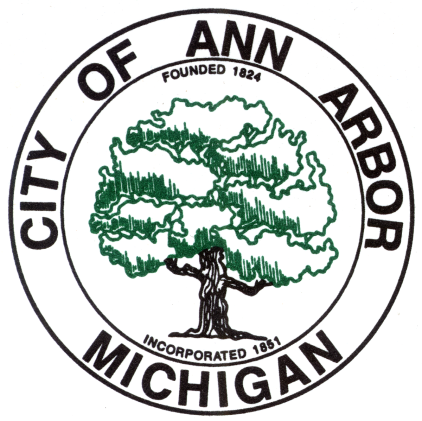 CITY OF ANN ARBOR
FOUNDED 1824
INCORPORATED 1851
MICHIGAN